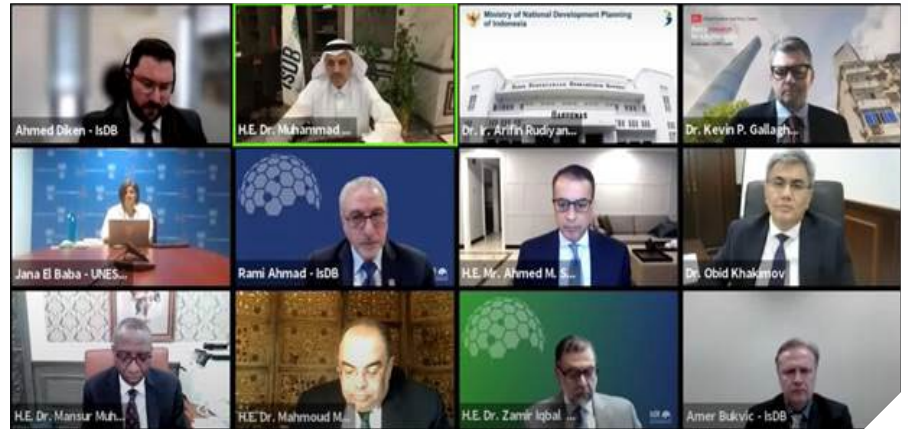 Ahmed Diken - IsDB
IsDB
H.E. Dr. Muhammad ...
Ministry of National Development Planning
of Indonesia
BAPPENAS
Dr. Ir. Arifin Rudiyan...
Dr. Kevin P. Gallagh...
Jana El Baba - UNES...
Rami Ahmad - IsDB
H.E. Mr. Ahmed M. S...
Dr. Obid Khakimov
H.E. Dr. Mansur Muh...
H.E. Dr. Mahmoud M...
H.E. Dr. Zamir Iqbal ...
Amer Bukvic - IsDB